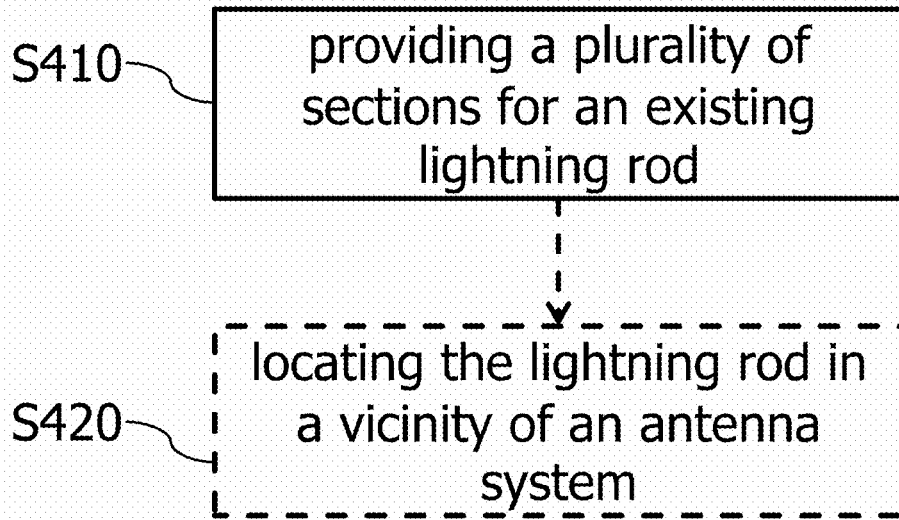 S410
providing a plurality of
sections for an existing
lightning rod
S420
locating the lightning rod in
a vicinity of an antenna
system